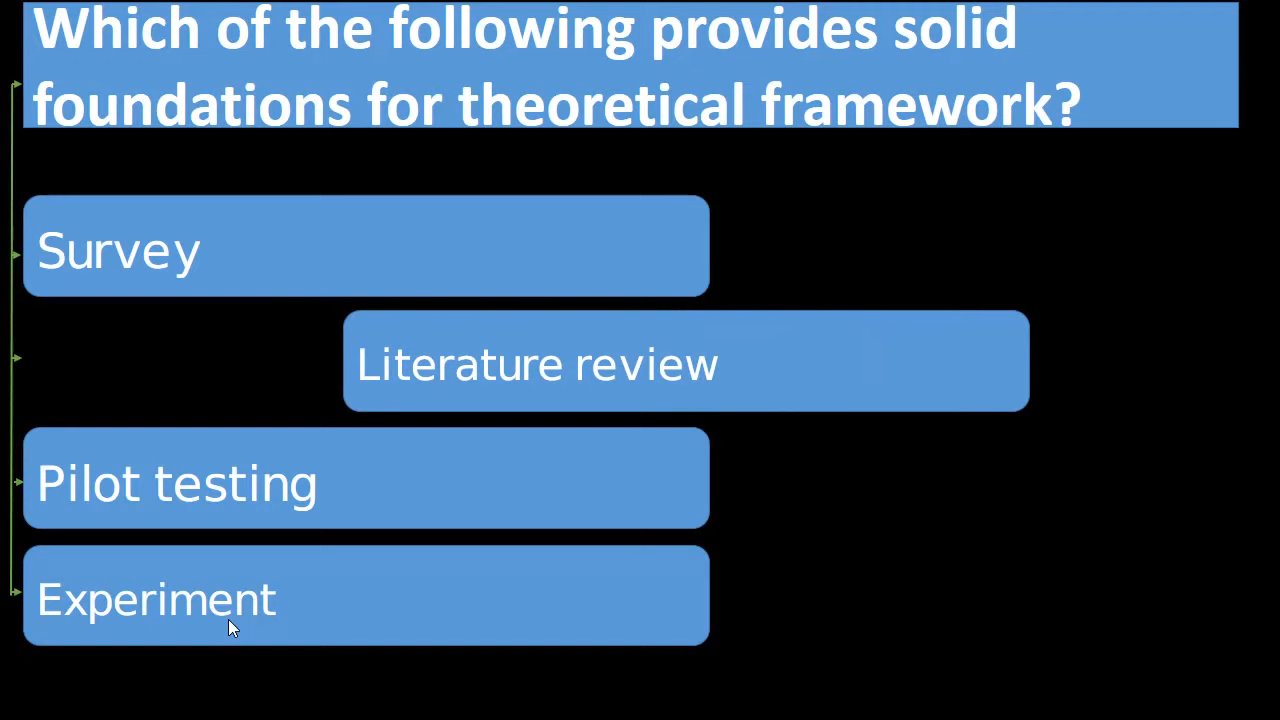 Which of the following provides solid
foundations for theoretical framework?
Survey
Literature review
Pilot testing
Experiment